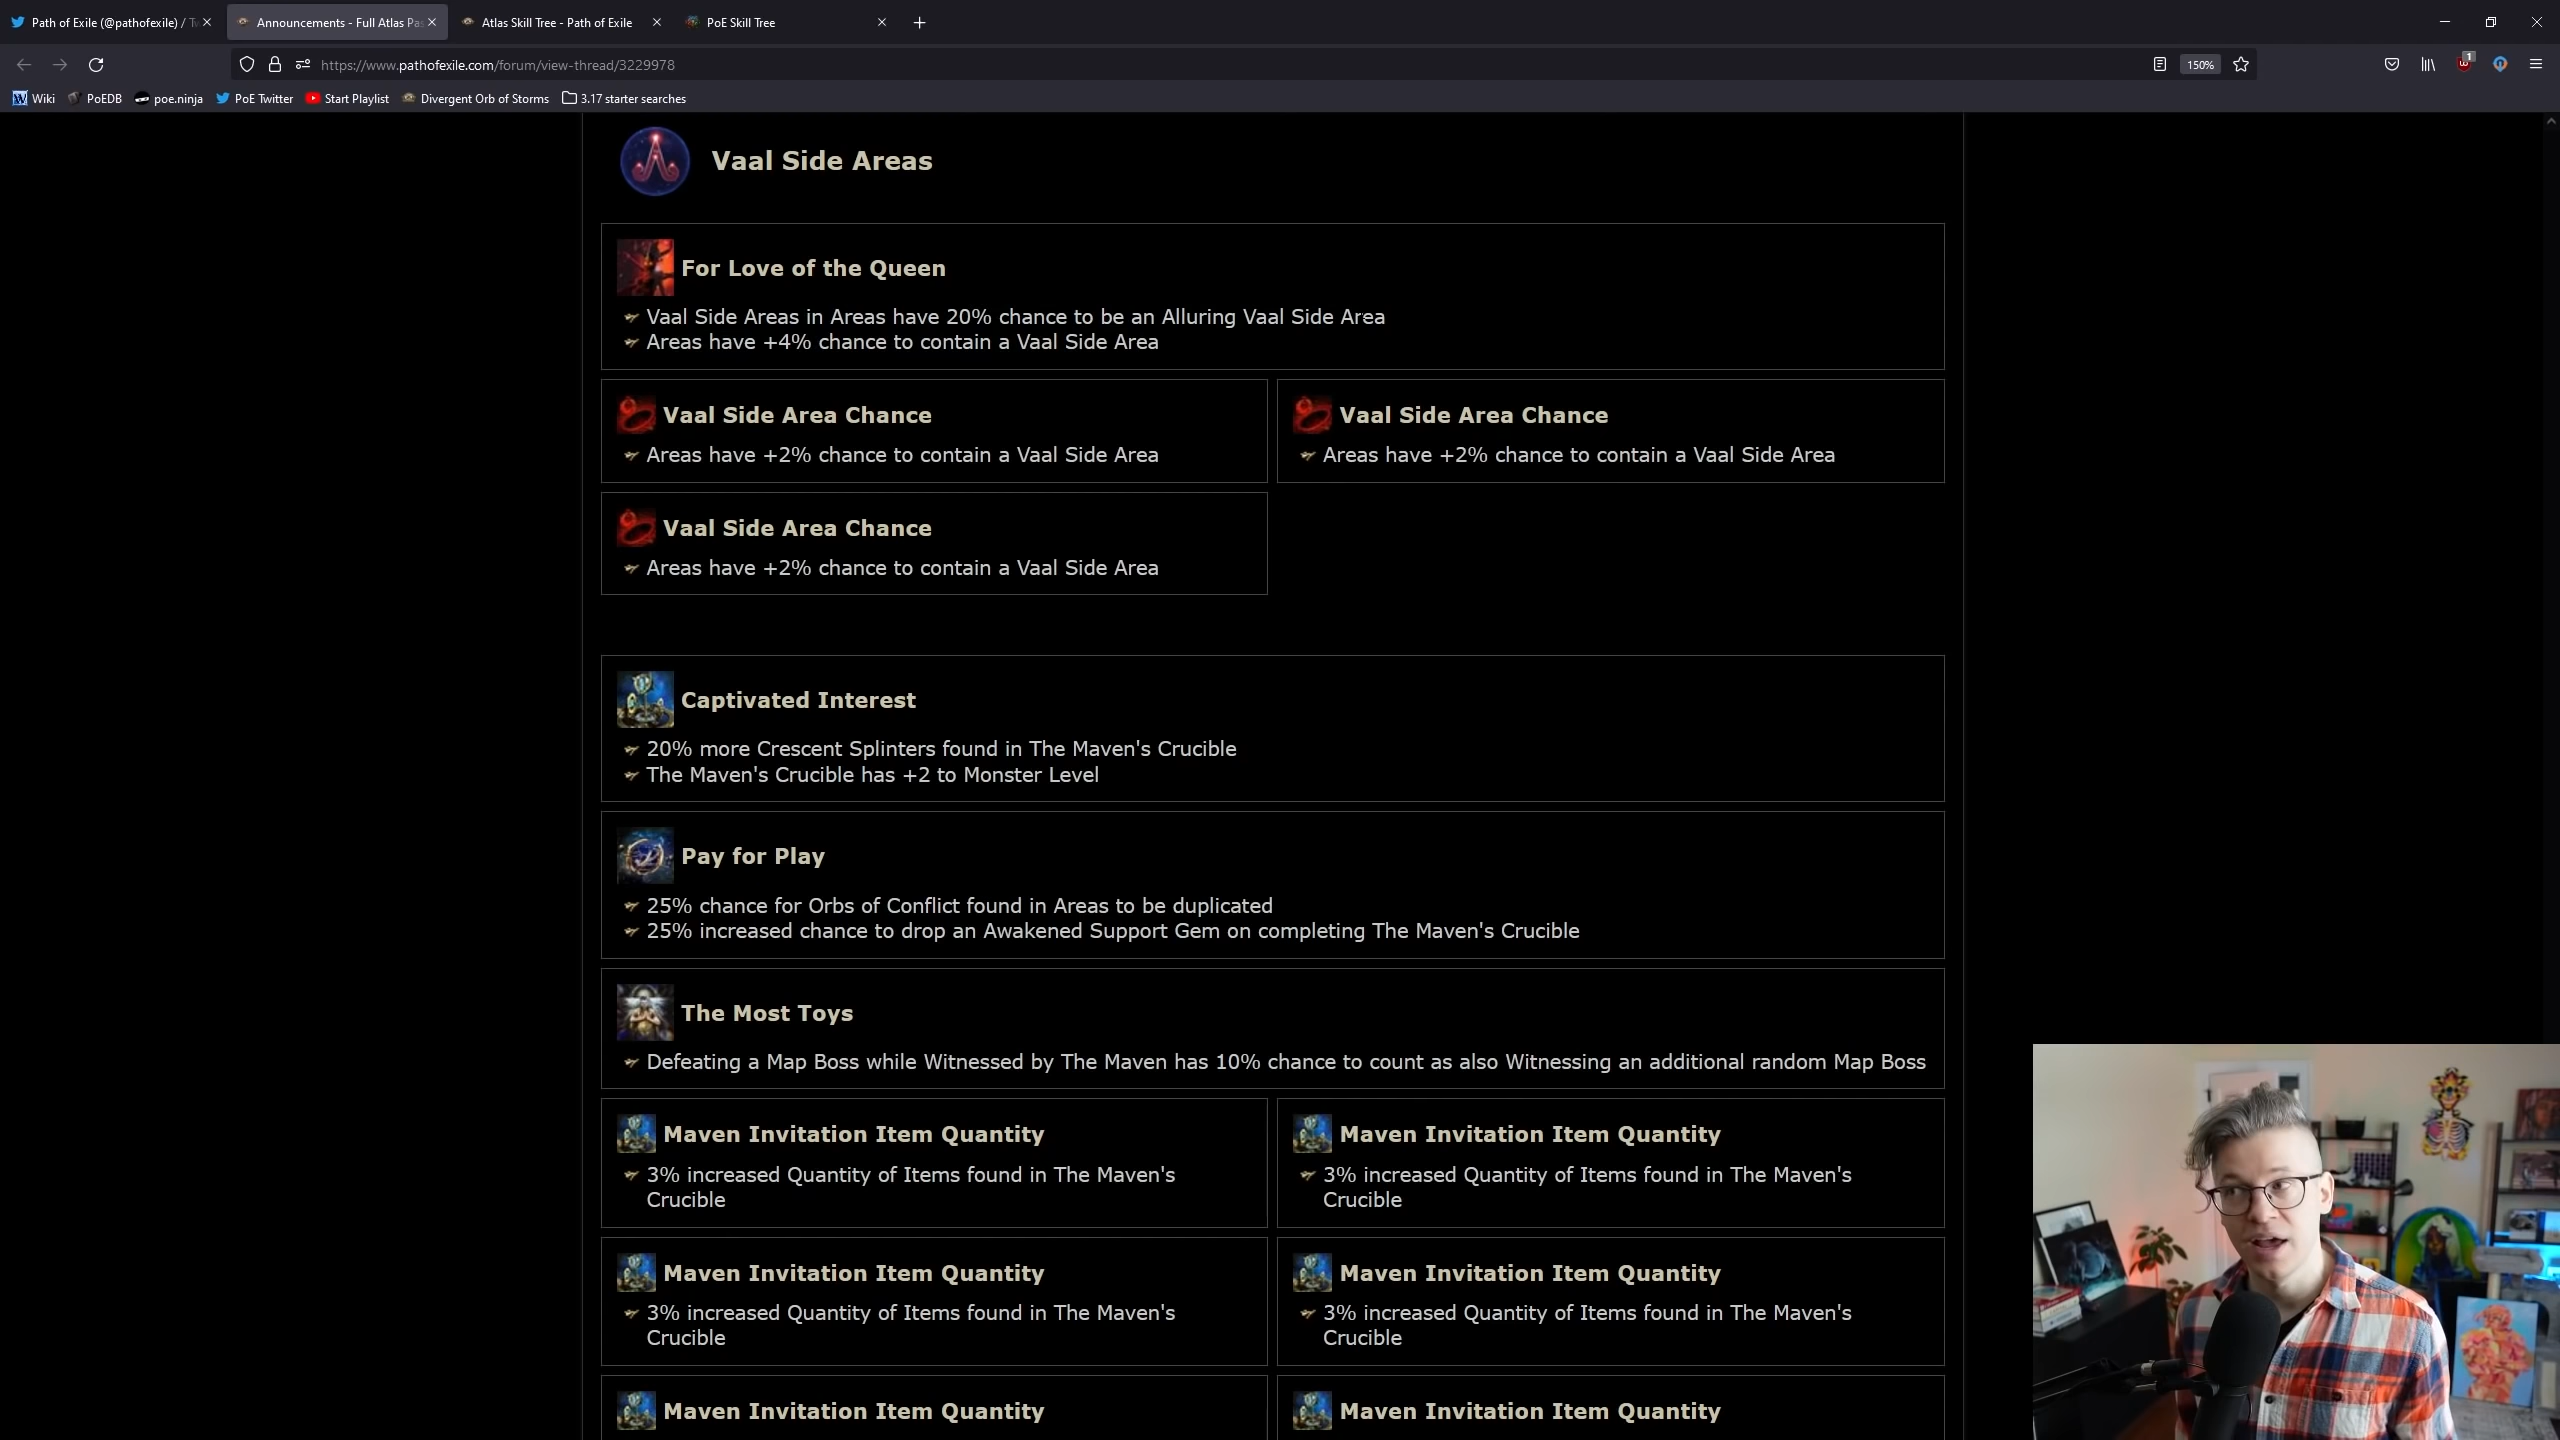 Path of Exile (@pathofexile) / Tw
Announcements - Full Atlas Pas
Atlas Skill Tree - Path of Exile
PoE Skill Tree
https://www.pathofexile.com/forum/view-thread/3229978
150%
1
Wiki
PoEDB
poe.ninja
PoE Twitter
Start Playlist
Divergent Orb of Storms
3.17 starter searches
Vaal Side Areas
For Love of the Queen
Vaal Side Areas in Areas have 20% chance to be an Alluring Vaal Side Area
Areas have +4% chance to contain a Vaal Side Area
Vaal Side Area Chance
Areas have +2% chance to contain a Vaal Side Area
Vaal Side Area Chance
Areas have +2% chance to contain a Vaal Side Area
Vaal Side Area Chance
Areas have +2% chance to contain a Vaal Side Area
Captivated Interest
20% more Crescent Splinters found in The Maven's Crucible
The Maven's Crucible has +2 to Monster Level
Pay for Play
25% chance for Orbs of Conflict found in Areas to be duplicated
25% increased chance to drop an Awakened Support Gem on completing The Maven's Crucible
The Most Toys
Defeating a Map Boss while Witnessed by The Maven has 10% chance to count as also Witnessing an additional random Map Boss
Maven Invitation Item Quantity
3% increased Quantity of Items found in The Maven's
Crucible
Maven Invitation Item Quantity
3% increased Quantity of Items found in The Maven's
Crucible
Maven Invitation Item Quantity
3% increased Quantity of Items found in The Maven's
Crucible
Maven Invitation Item Quantity
3% increased Quantity of Items found in The Maven's
Crucible
Maven Invitation Item Quantity
Maven Invitation Item Quantity